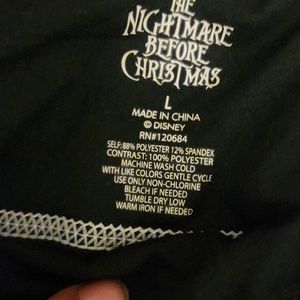 THE
NIGHTMARE
BEFORE
CHRISTMAS
L
MADE IN CHINA
© DISNEY
RN#120684
SELF: 88% POLYESTER 12% SPANDEX
CONTRAST: 100% POLYESTER
MACHINE WASH COLD
WITH LIKE COLORS GENTLE CYCLE
USE ONLY NON-CHLORINE
BLEACH IF NEEDED
TUMBLE DRY LOW
WARM IRON IF NEEDED